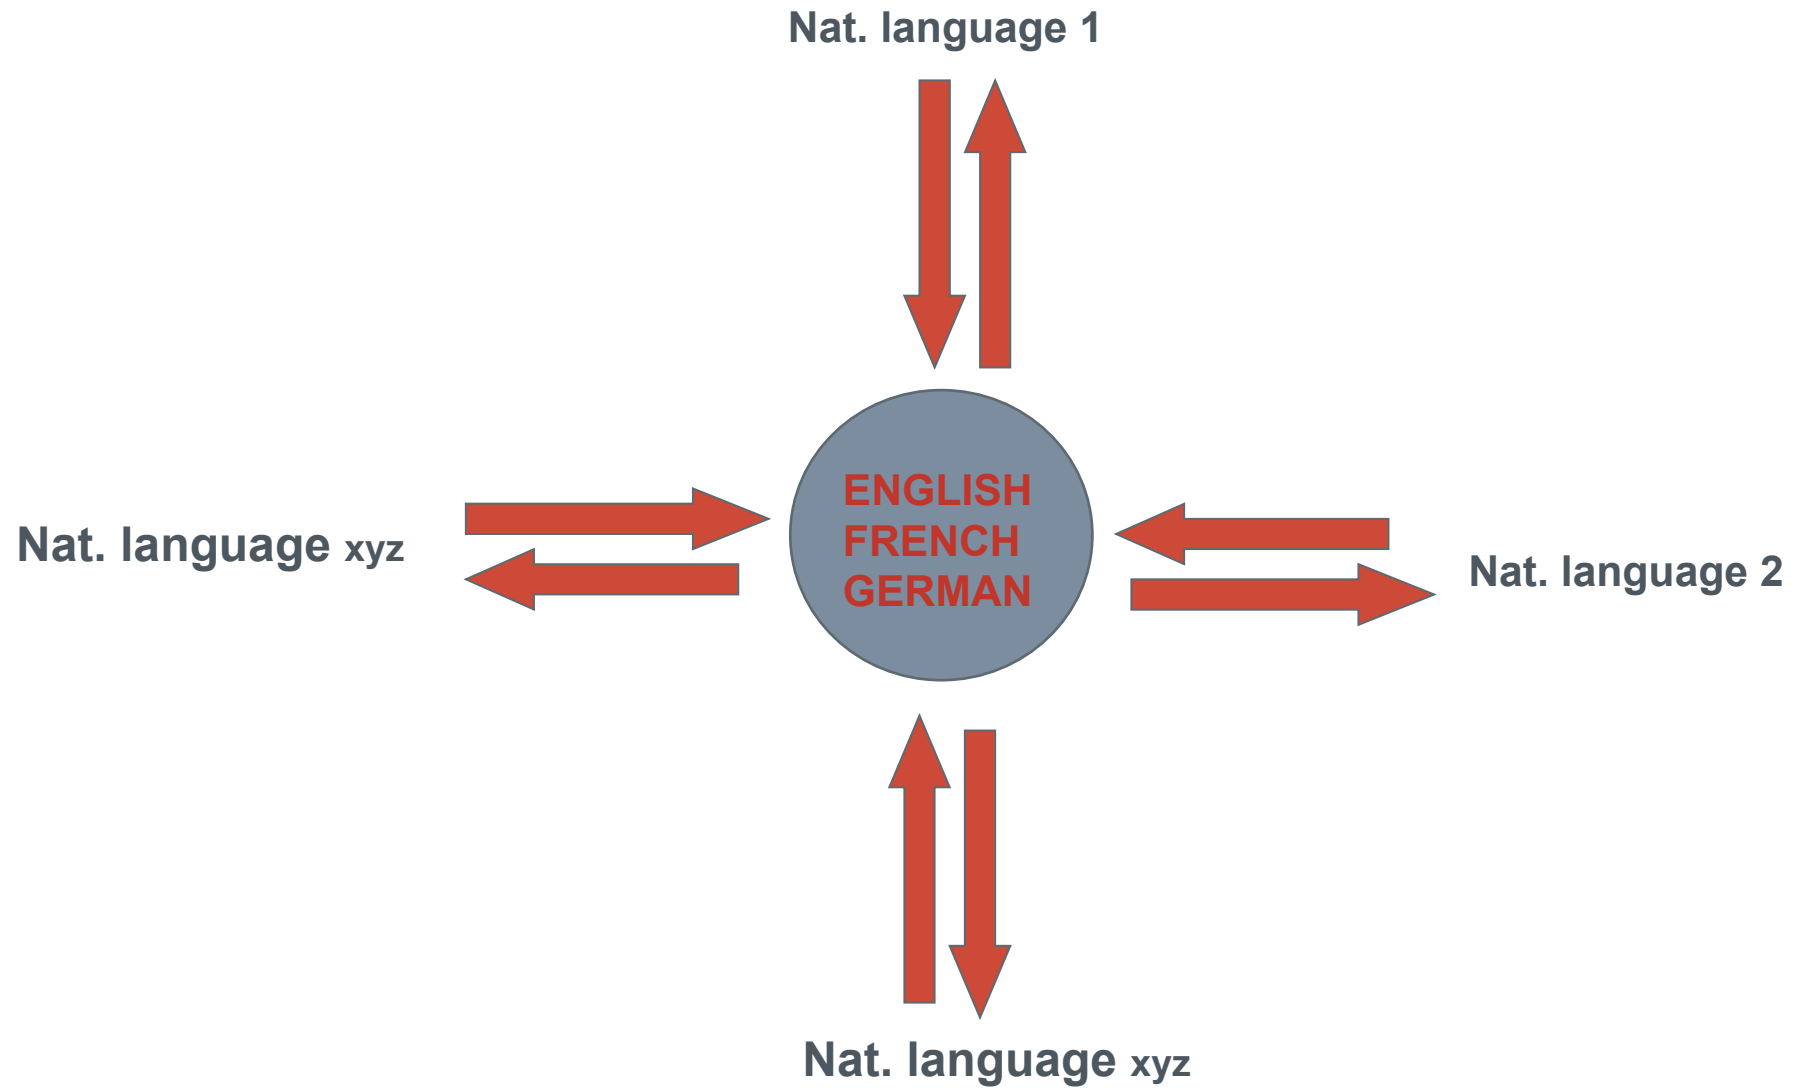 Nat. language 1
ENGLISH
FRENCH
GERMAN
Nat. language xyz
Nat. language 2
Nat. language xyz